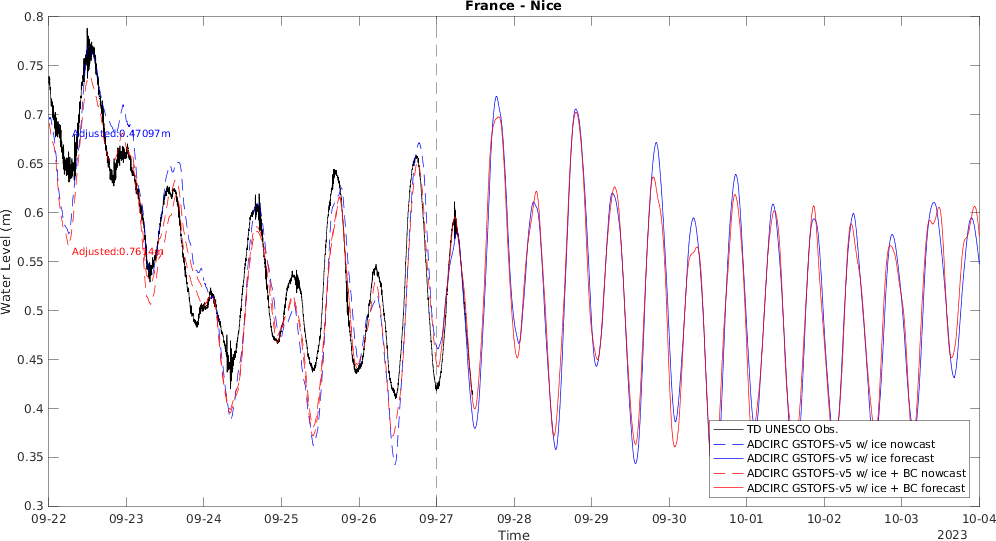 France - Nice
0.8
0.75
0.7
0.65
0.6
0.55
0.5
0.45
0.4
0.35
0.3
Water Level (m)
Adjusted:0.47097m
TD UNESCO Obs.
ADCIRC GSTOFS-v5 w/ ice nowcast
ADCIRC GSTOFS-v5 w/ ice forecast
ADCIRC GSTOFS-v5 w/ ice + BC nowcast
ADCIRC GSTOFS-v5 w/ ice + BC forecast
09-22 09-23 09-24 09-25 09-26 09-27 09-28 09-29 09-30 10-01 10-02 10-03 10-04
Time
2023